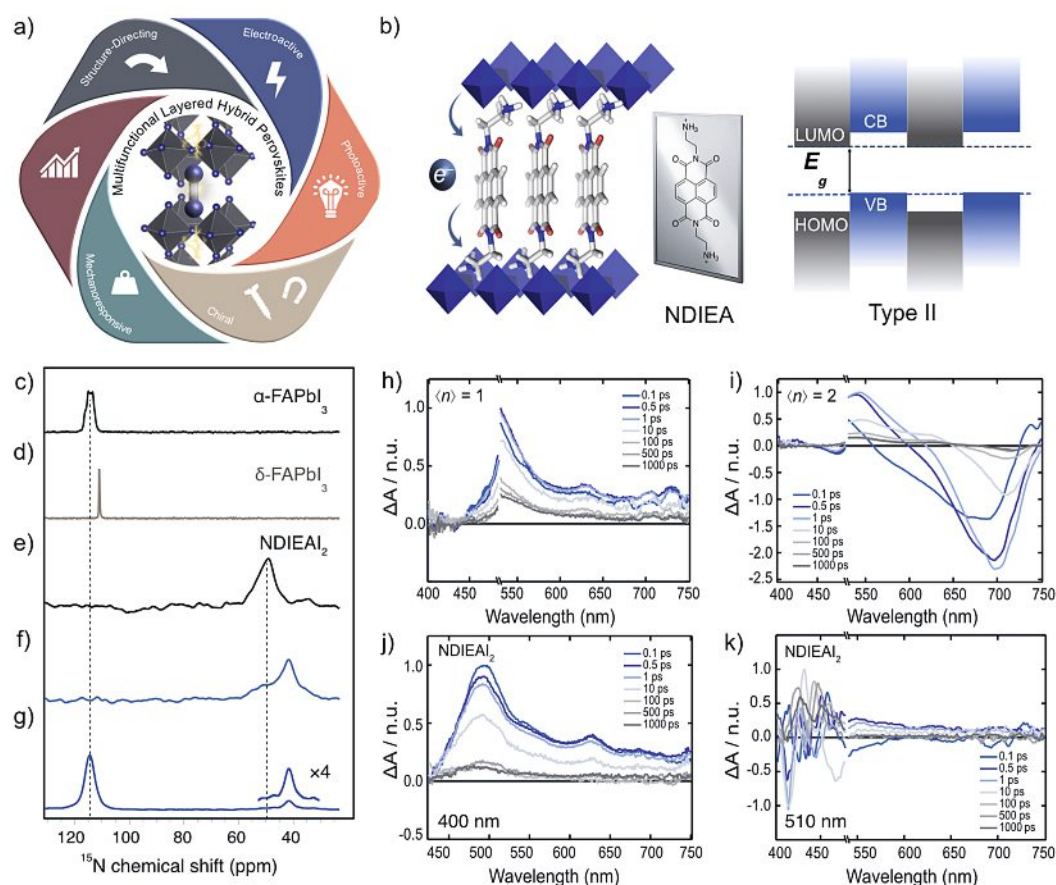 a)
Structure-Directing
Electroactive
Photoactive
Chiral
Mechanoresponsive
Multifunctional Layered Hybrid Perovskites
b)
e⁻
NH₃
+
O
N
O
O
N
O
NH₃
+
NDIEA
LUMO
CB
E
g
HOMO
VB
Type II
c)
α-FAPbI₃
d)
δ-FAPbI₃
e)
NDIEAI₂
f)
g)
×4
120 100 80 60 40
¹⁵N chemical shift (ppm)
h)
⟨n⟩ = 1
0.1 ps
0.5 ps
1 ps
10 ps
100 ps
500 ps
1000 ps
1.0
0.5
0.0
ΔA / n.u.
400 450 500 550 600 650 700 750
Wavelength (nm)
i)
⟨n⟩ = 2
0.1 ps
0.5 ps
1 ps
10 ps
100 ps
500 ps
1000 ps
1.0
0.5
0.0
-0.5
-1.0
-1.5
-2.0
-2.5
ΔA / n.u.
400 450 500 550 600 650 700 750
Wavelength (nm)
j)
NDIEAI₂
0.1 ps
0.5 ps
1 ps
10 ps
100 ps
500 ps
1000 ps
1.0
0.5
0.0
-0.5
ΔA / n.u.
400 nm
450 500 550 600 650 700 750
Wavelength (nm)
k)
NDIEAI₂
0.1 ps
0.5 ps
1 ps
10 ps
100 ps
500 ps
1000 ps
1.0
0.5
0.0
-0.5
-1.0
ΔA / n.u.
510 nm
400 450 500 550 600 650 700 750
Wavelength (nm)